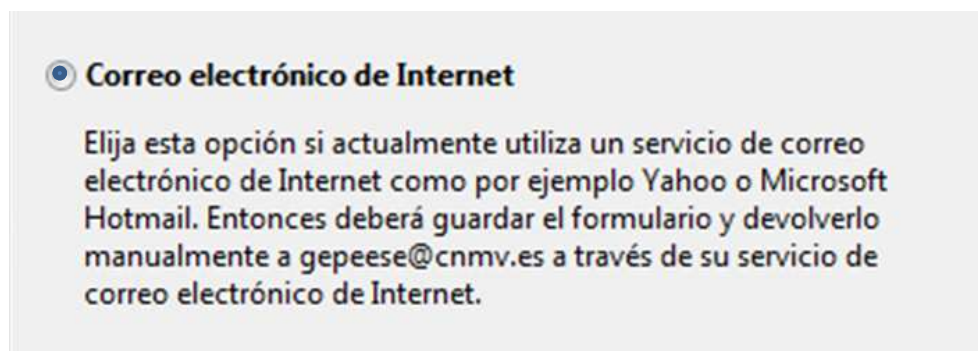 Correo electrónico de Internet
Elija esta opción si actualmente utiliza un servicio de correo
electrónico de Internet como por ejemplo Yahoo o Microsoft
Hotmail. Entonces deberá guardar el formulario y devolverlo
manualmente a gepeese@cnmv.es a través de su servicio de
correo electrónico de Internet.